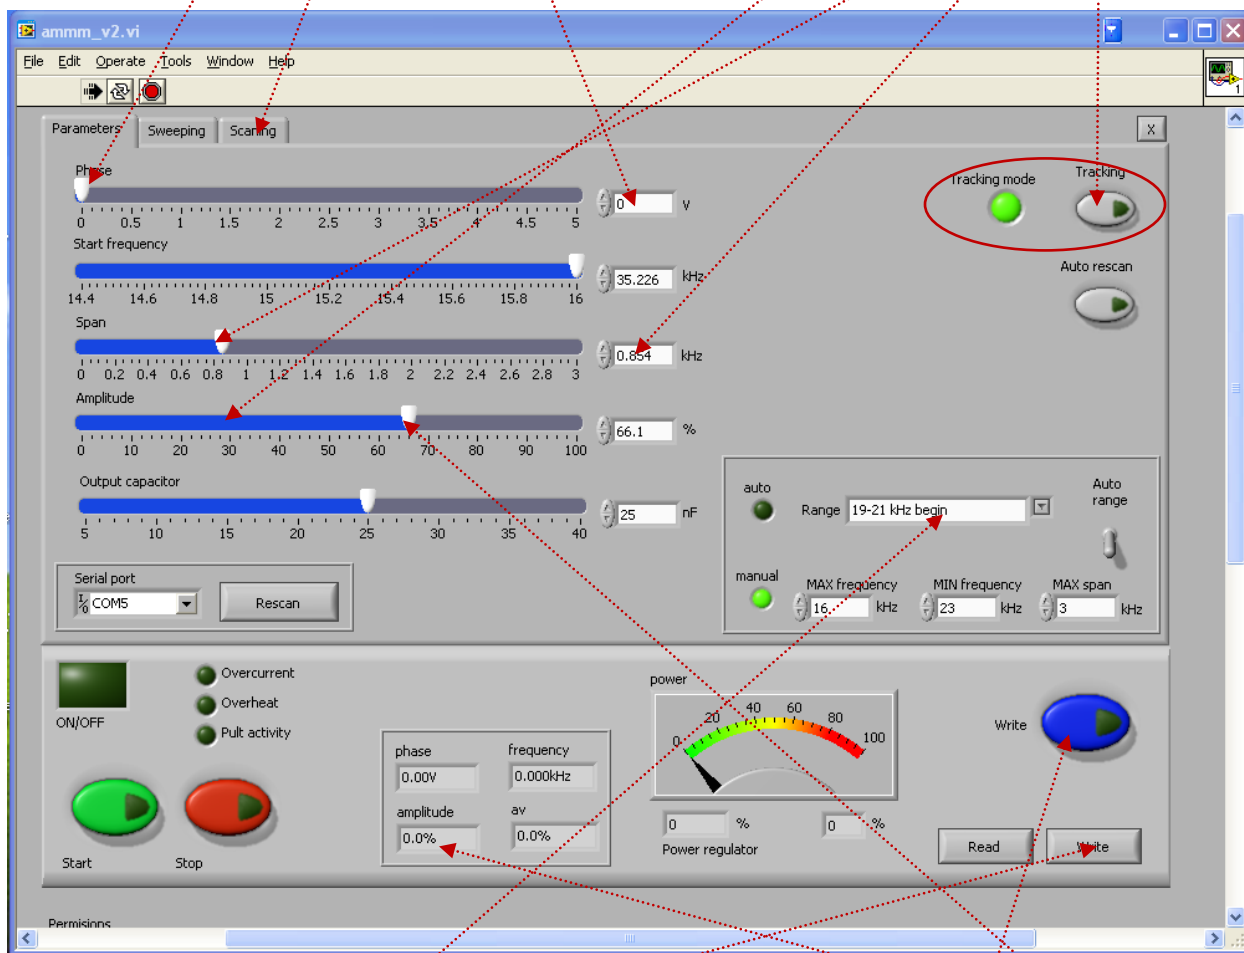 ammm_v2.vi
File Edit Operate Tools Window Help
1
Parameters Sweeping Scaning X
Phase
0 V
0 0.5 1 1.5 2 2.5 3 3.5 4 4.5 5
Tracking mode Tracking
Start frequency
35.226 kHz
14.4 14.6 14.8 15 15.2 15.4 15.6 15.8 16
Auto rescan
Span
0.854 kHz
0 0.2 0.4 0.6 0.8 1 1.2 1.4 1.6 1.8 2 2.2 2.4 2.6 2.8 3
Amplitude
66.1 %
0 10 20 30 40 50 60 70 80 90 100
Output capacitor
25 nF
5 10 15 20 25 30 35 40
auto Range 19-21 kHz begin Auto range
manual MAX frequency MIN frequency MAX span
16 kHz 23 kHz 3 kHz
Serial port
I/O COM5 Rescan
ON/OFF
Overcurrent
Overheat
Pult activity
Start Stop
phase frequency
0.00V 0.000kHz
amplitude av
0.0% 0.0%
power
0 20 40 60 80 100
0 % 0 %
Power regulator
Write
Read Write
Permisions